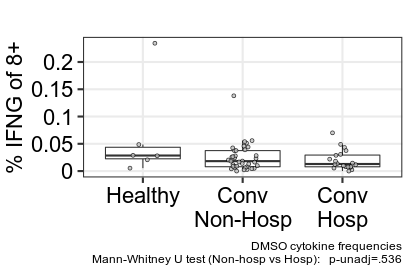 % IFNG of 8+
0.2
0.15
0.1
0.05
0
Healthy
Conv
Non-Hosp
Conv
Hosp
DMSO cytokine frequencies
Mann-Whitney U test (Non-hosp vs Hosp):   p-unadj=.536